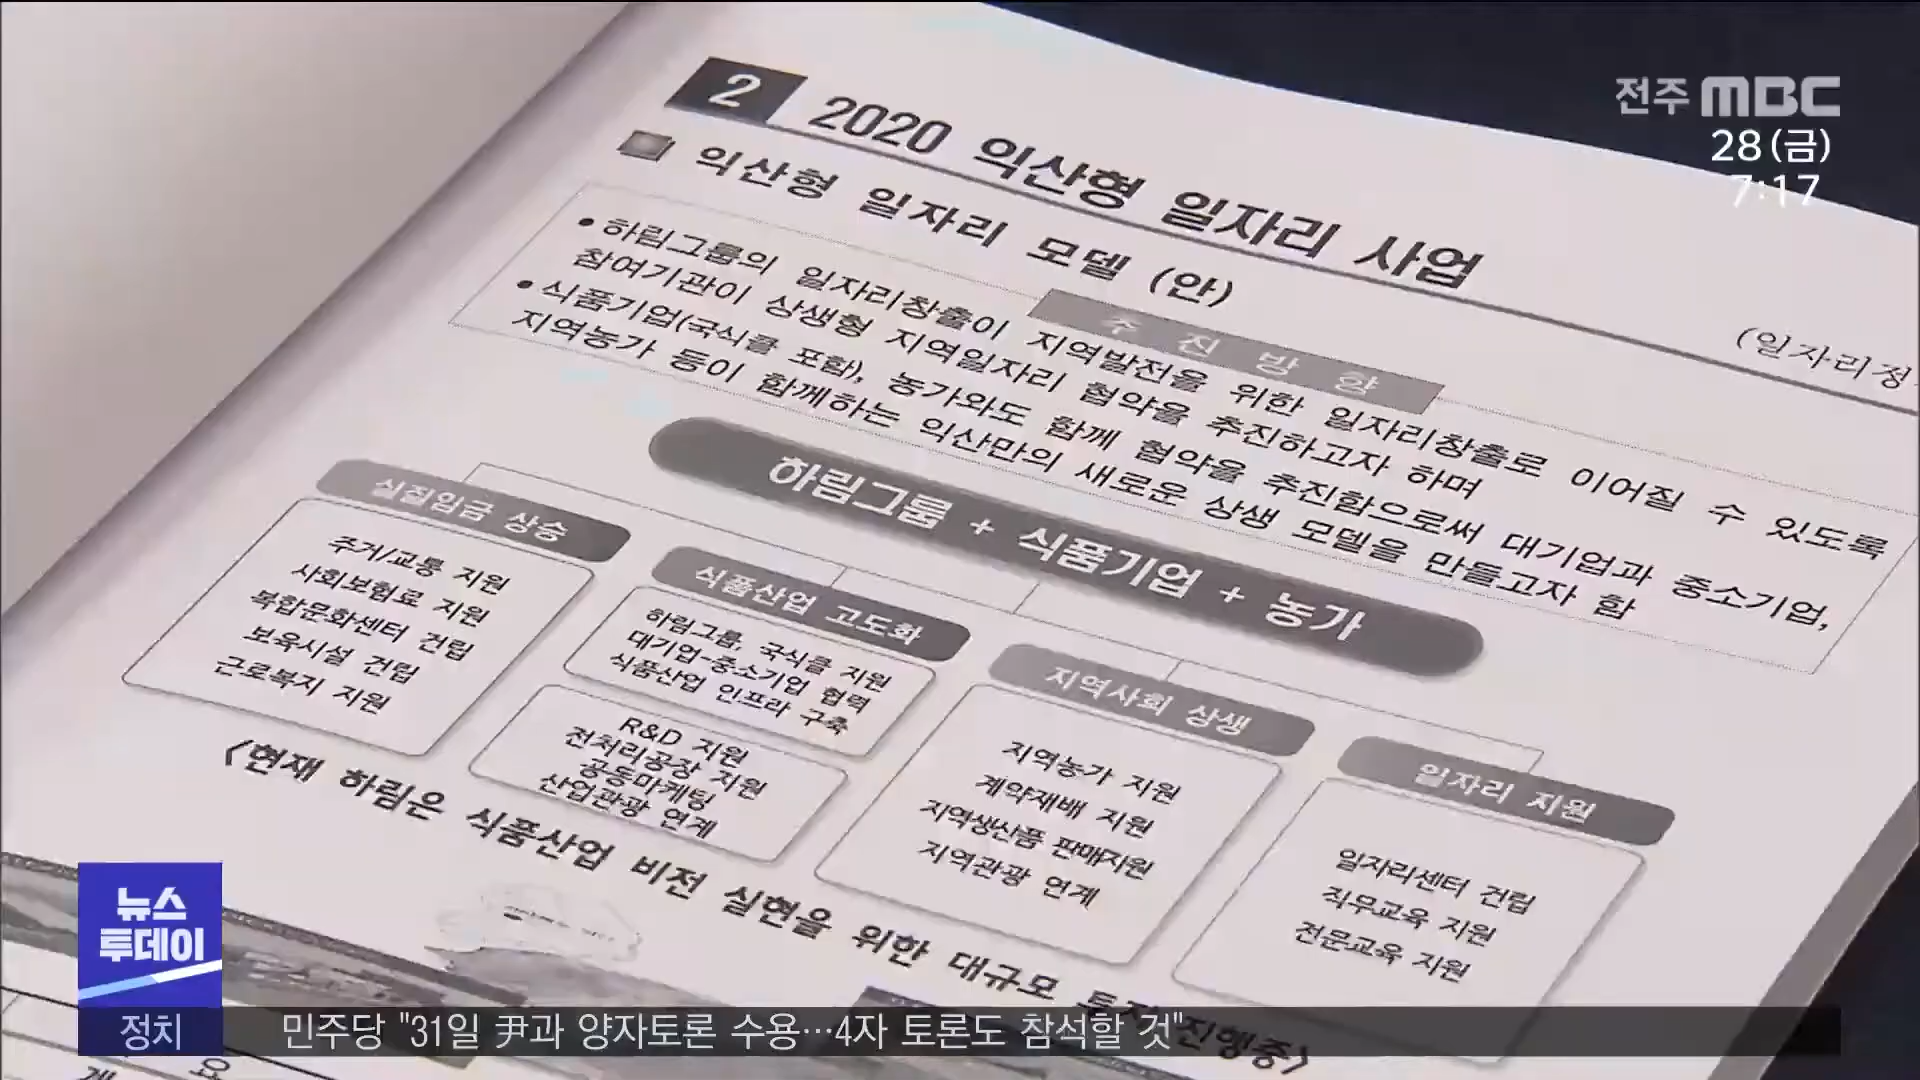 전주 MBC
28(금)
7:17
2 2020 익산형 일자리 사업
익산형 일자리 모델 (안)
(일자리정
추 진 방 향
• 하림그룹의 일자리창출이 지역발전을 위한 일자리창출로 이어질 수 있도록
참여기관이 상생형 지역일자리 협약을 추진하고자 하며
• 식품기업(국식클 포함), 농가와도 함께 협약을 추진함으로써 대기업과 중소기업,
지역농가 등이 함께하는 익산만의 새로운 상생 모델을 만들고자 함
하림그룹 + 식품기업 + 농가
실질임금 상승
주거/교통 지원
사회보험료 지원
복합문화센터 건립
보육시설 건립
근로복지 지원
식품산업 고도화
하림그룹, 국식클 지원
대기업-중소기업 협력
식품산업 인프라 구축
R&D 지원
전처리공장 지원
공동마케팅
산업관광 연계
지역사회 상생
지역농가 지원
계약재배 지원
지역생산품 판매지원
지역관광 연계
일자리 지원
일자리센터 건립
직무교육 지원
전문교육 지원
<현재 하림은 식품산업 비전 실현을 위한 대규모 투자 진행중>
뉴스
투데이
정치
민주당 "31일 尹과 양자토론 수용…4자 토론도 참석할 것"
요